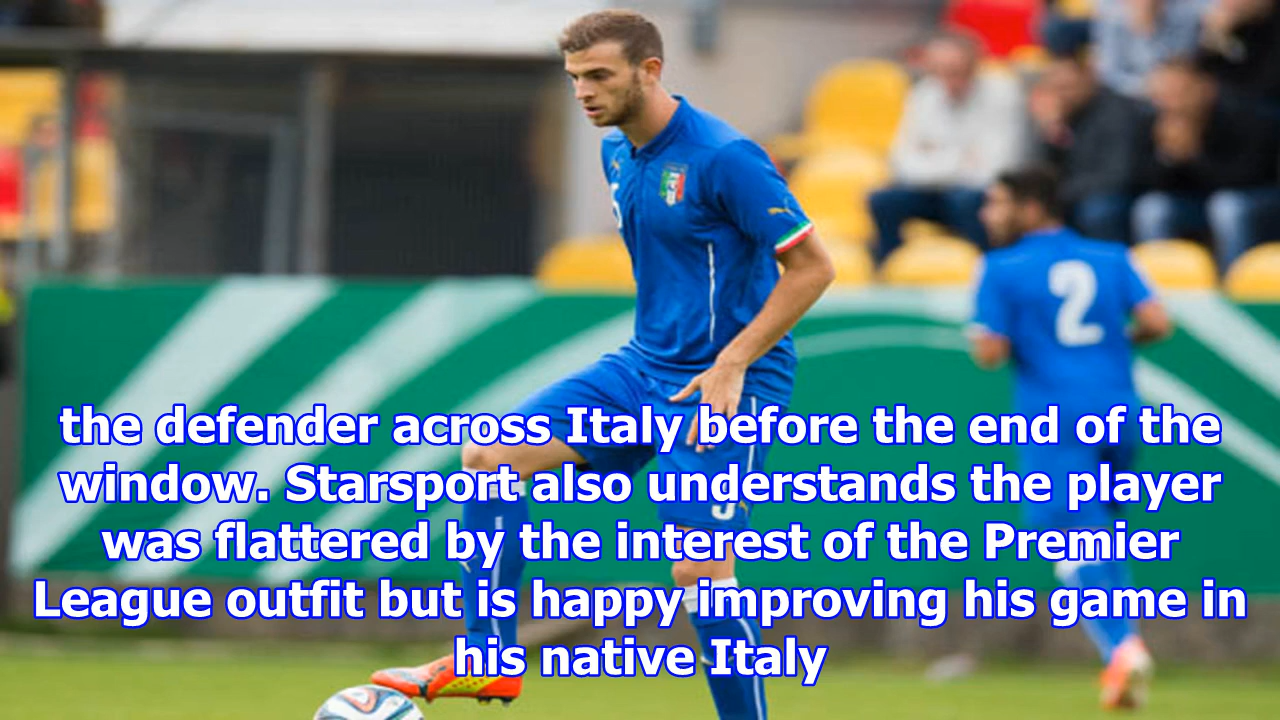 2
the defender across Italy before the end of the
window. Starsport also understands the player
was flattered by the interest of the Premier
League outfit but is happy improving his game in
his native Italy